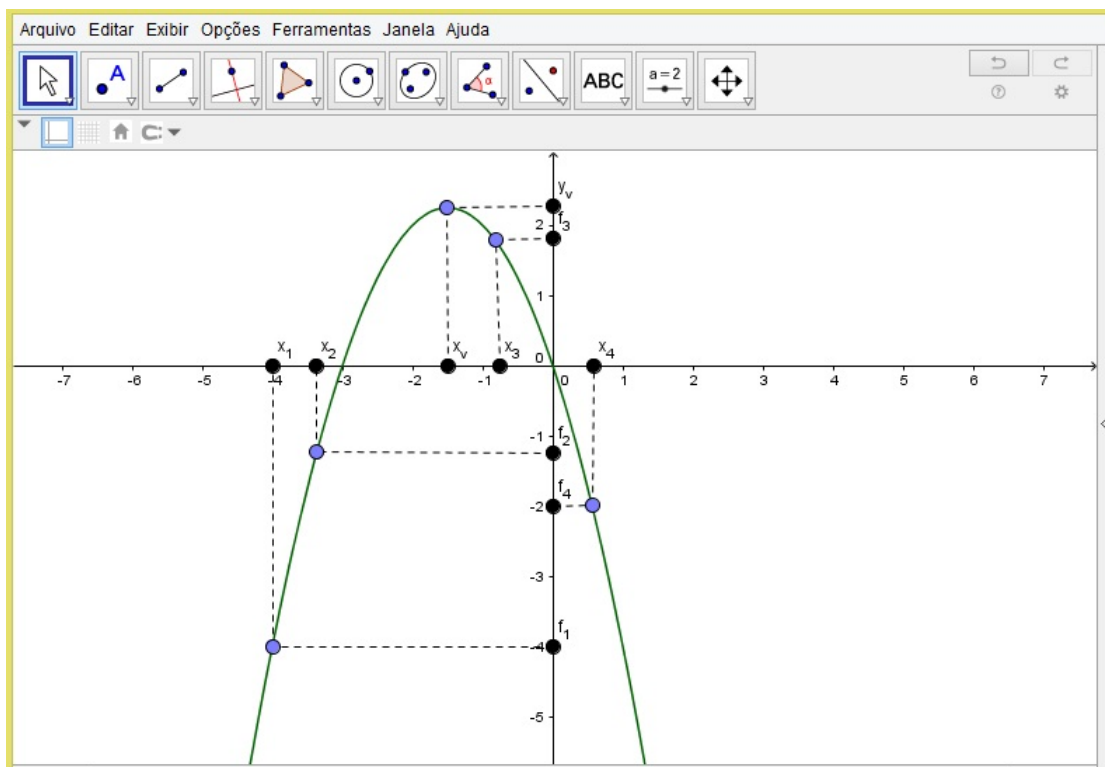 Arquivo Editar Exibir Opções Ferramentas Janela Ajuda
A α ABC a=2
y_v
2 f_3
1
x_1 x_2 x_v x_3 0 x_4
-7 -6 -5 -4 -3 -2 -1 0 1 2 3 4 5 6 7
-1 f_2
f_4
-2
-3
f_1
-4
-5